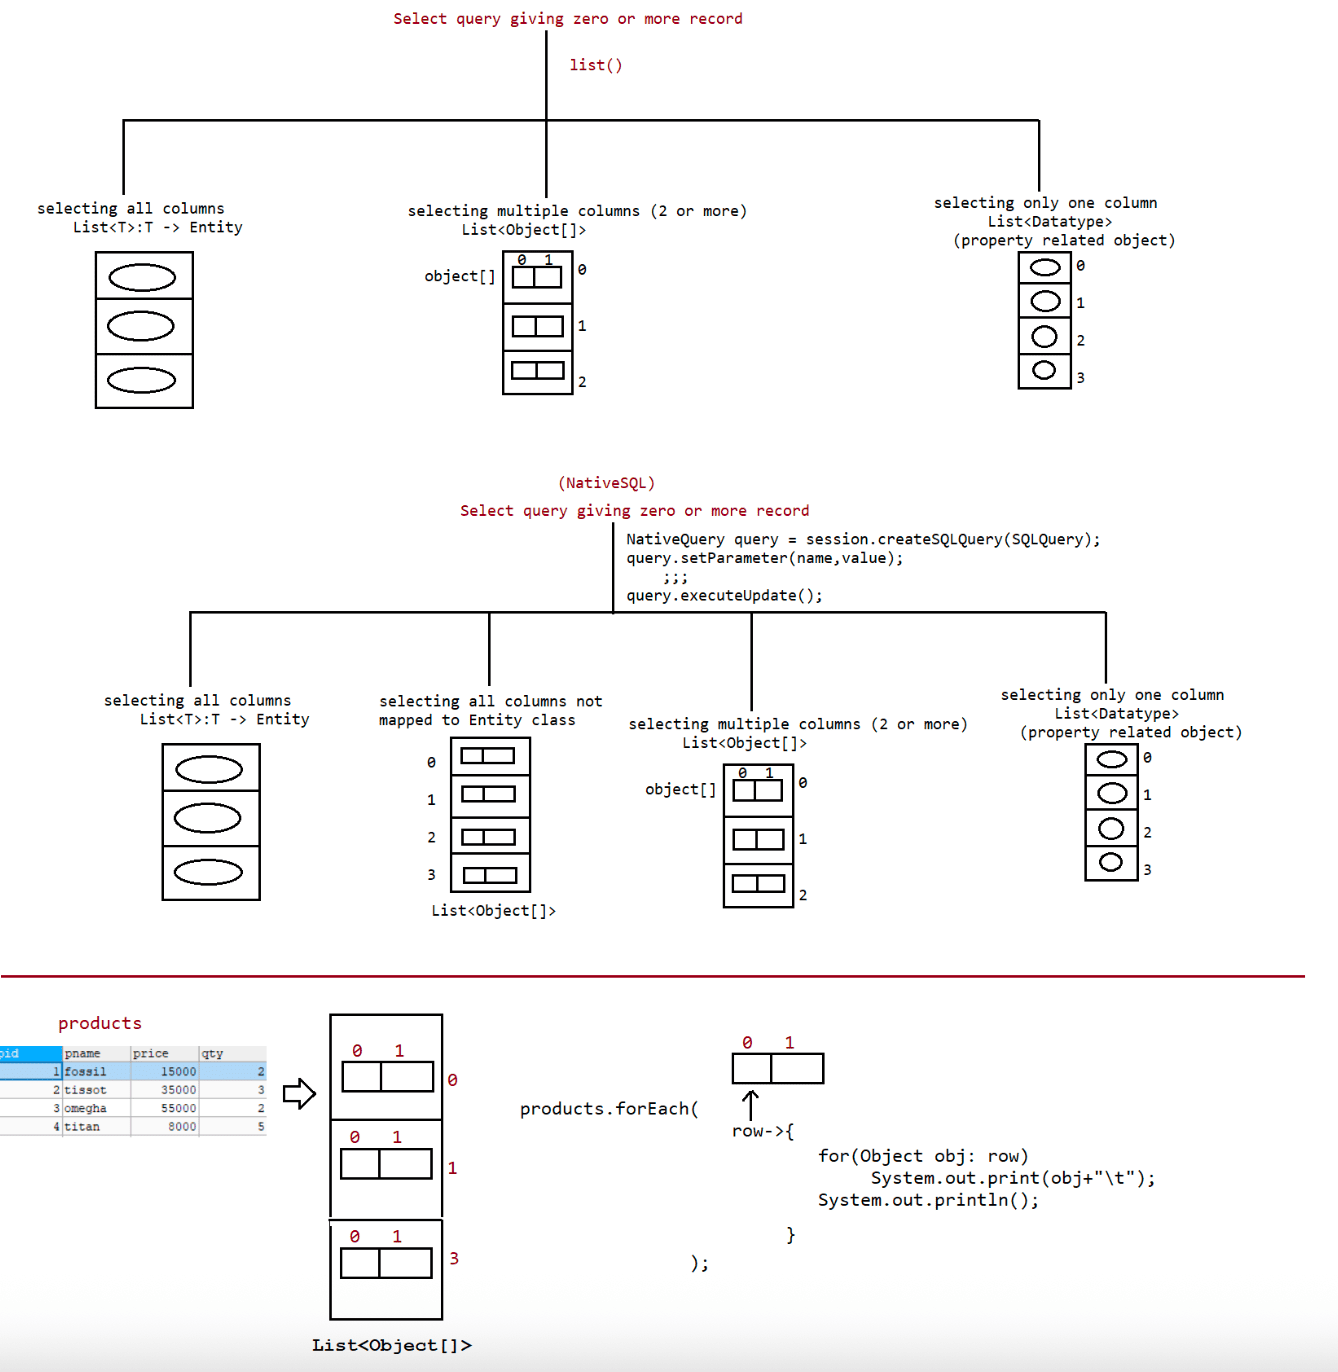 Select query giving zero or more record
list()
selecting all columns
List<T>:T -> Entity
selecting multiple columns (2 or more)
List<Object[]>
object[]
0 1
0
1
2
selecting only one column
List<Datatype>
(property related object)
0
1
2
3
(NativeSQL)
Select query giving zero or more record
NativeQuery query = session.createSQLQuery(SQLQuery);
query.setParameter(name,value);
;;;
query.executeUpdate();
selecting all columns
List<T>:T -> Entity
selecting all columns not
mapped to Entity class
0
1
2
3
List<Object[]>
selecting multiple columns (2 or more)
List<Object[]>
object[]
0 1
0
1
2
selecting only one column
List<Datatype>
(property related object)
0
1
2
3
products
pid pname price qty
1 fossil 15000 2
2 tissot 35000 3
3 omegha 55000 2
4 titan 8000 5
0 1
0
0 1
1
0 1
3
List<Object[]>
0 1
products.forEach(
row->{
for(Object obj: row)
System.out.print(obj+"\t");
System.out.println();
}
);